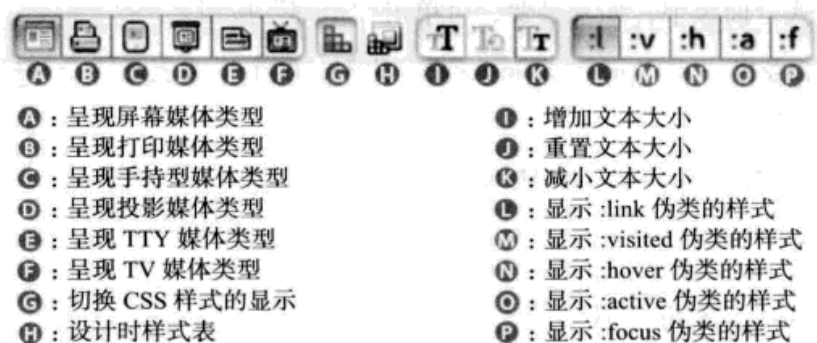 :l :v :h :a :f
A B C D E F G H I J K L M N O P
A：呈现屏幕媒体类型
B：呈现打印媒体类型
C：呈现手持型媒体类型
D：呈现投影媒体类型
E：呈现 TTY 媒体类型
F：呈现 TV 媒体类型
G：切换 CSS 样式的显示
H：设计时样式表
I：增加文本大小
J：重置文本大小
K：减小文本大小
L：显示 :link 伪类的样式
M：显示 :visited 伪类的样式
N：显示 :hover 伪类的样式
O：显示 :active 伪类的样式
P：显示 :focus 伪类的样式